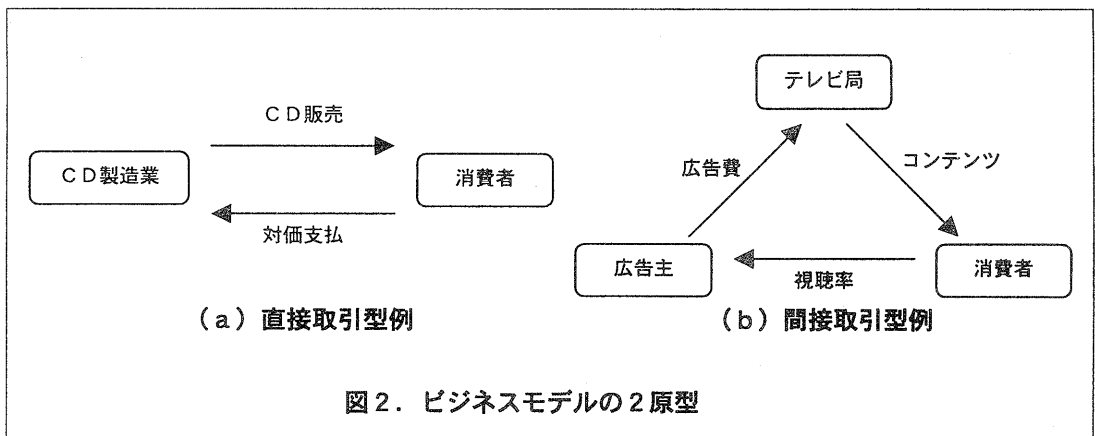 CD販売
CD製造業
消費者
対価支払
(a)直接取引型例
テレビ局
広告費
コンテンツ
広告主
視聴率
消費者
(b)間接取引型例
図2.ビジネスモデルの2原型